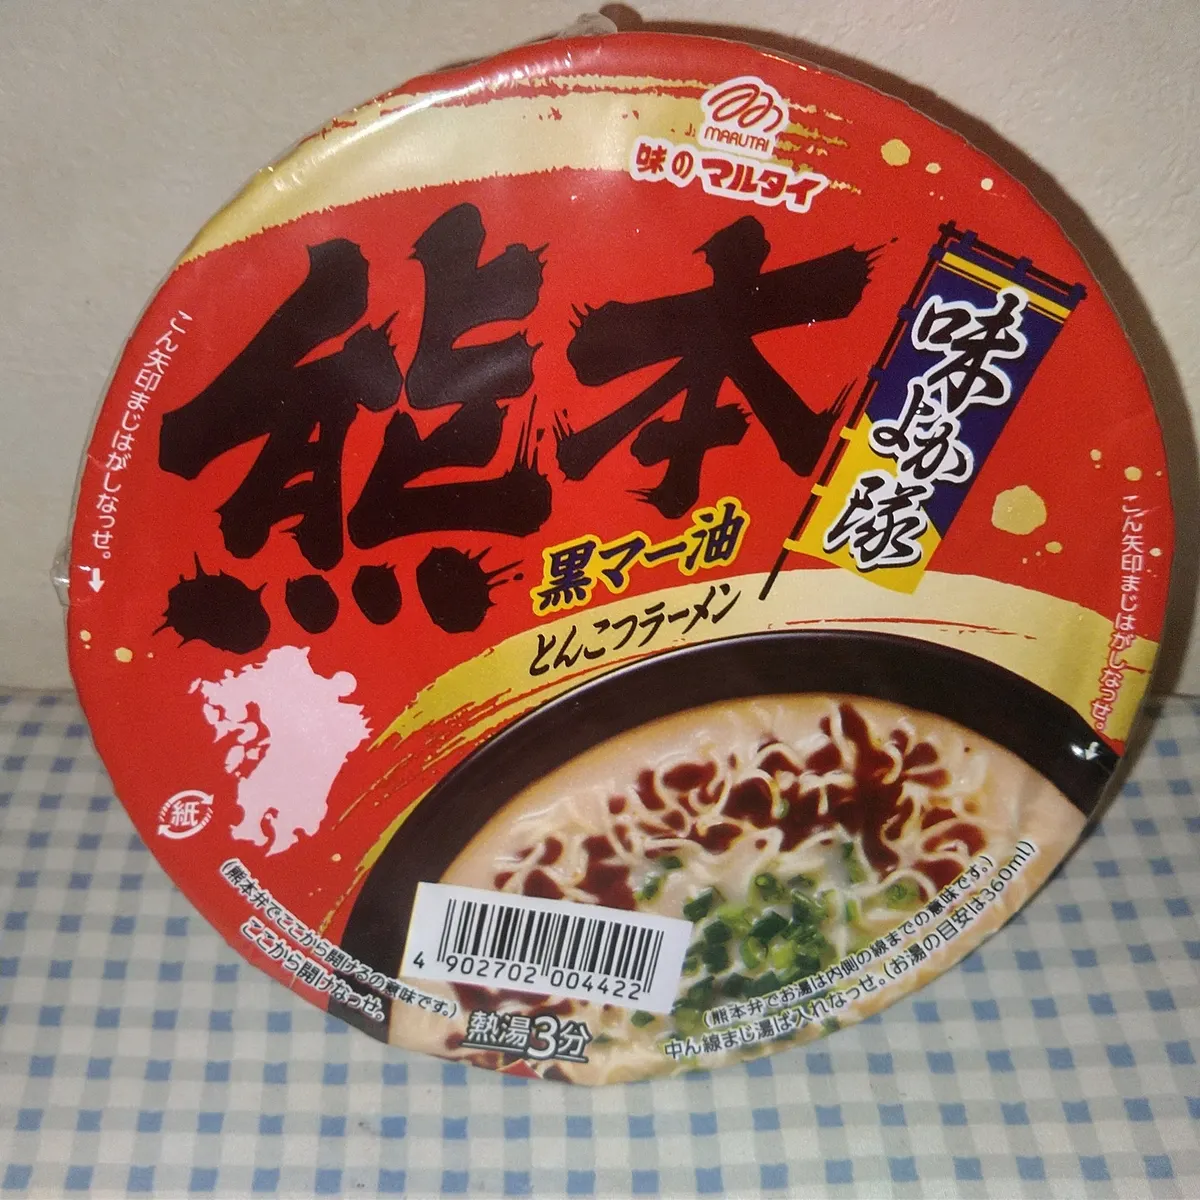 MARUTAI
味のマルタイ
熊本
味よか隊
黒マー油
とんこつラーメン
こん矢印まじはがしなっせ。
こん矢印まじはがしなっせ。
紙
(熊本弁でここから開けるの意味です。)
ここから開けなっせ。
4 902702 004422
熱湯3分
(熊本弁でお湯は内側の線までの意味です。)
中ん線まじ湯ば入れなっせ。(お湯の目安は360ml)